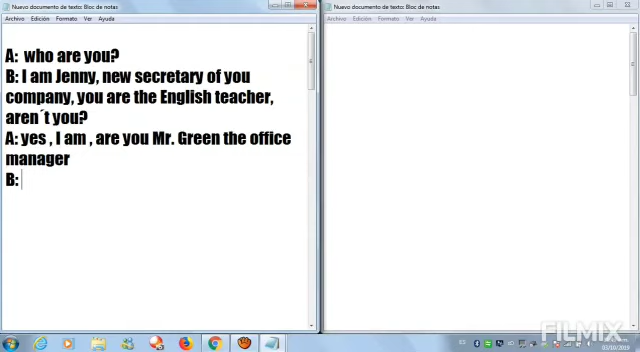 Nuevo documento de texto: Bloc de notas
Archivo Edición Formato Ver Ayuda
A: who are you?
B: I am Jenny, new secretary of you
company, you are the English teacher,
aren´t you?
A: yes , I am , are you Mr. Green the office
manager
B:
Nuevo documento de texto: Bloc de notas
Archivo Edición Formato Ver Ayuda
ES
FILMIX